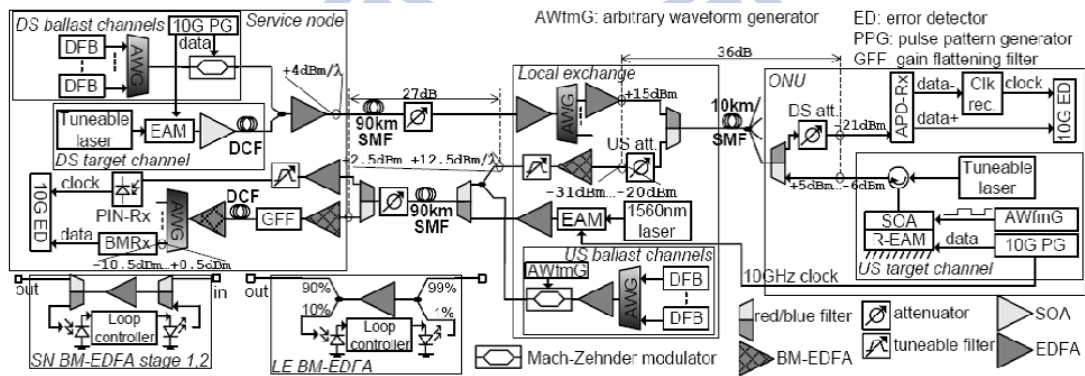 DS ballast channels
Service node
10G PG
data
DFB
DFB
AWG
+4dBm/λ
Tuneable laser
EAM
DCF
DS target channel
27dB
90km SMF
AWfmG: arbitrary waveform generator
36dB
Local exchange
+15dBm
AWG
10km SMF
US att.
-31dBm… -20dBm
ED: error detector
PPG: pulse pattern generator
GFF: gain flattening filter
ONU
DS att.
-21dBm
APD-Rx
data-
data+
Clk rec.
clock
10G ED
+5dBm… -6dBm
Tuneable laser
SOA
R-EAM
AWfmG
data
10G PG
US target channel
10G ED
clock
PIN-Rx
data
BMRx
AWG
DCF
GFF
-2.5dBm…+12.5dBm/λ
90km SMF
-10.5dBm…+0.5dBm
EAM
1560nm laser
US ballast channels
AWfmG
AWG
DFB
DFB
10GHz clock
out
in
Loop controller
SN BM-EDFA stage 1,2
out
in
90%
99%
10%
1%
Loop controller
LE BM-EDFA
Mach-Zehnder modulator
red/blue filter
BM-EDFA
attenuator
tuneable filter
SOA
EDFA